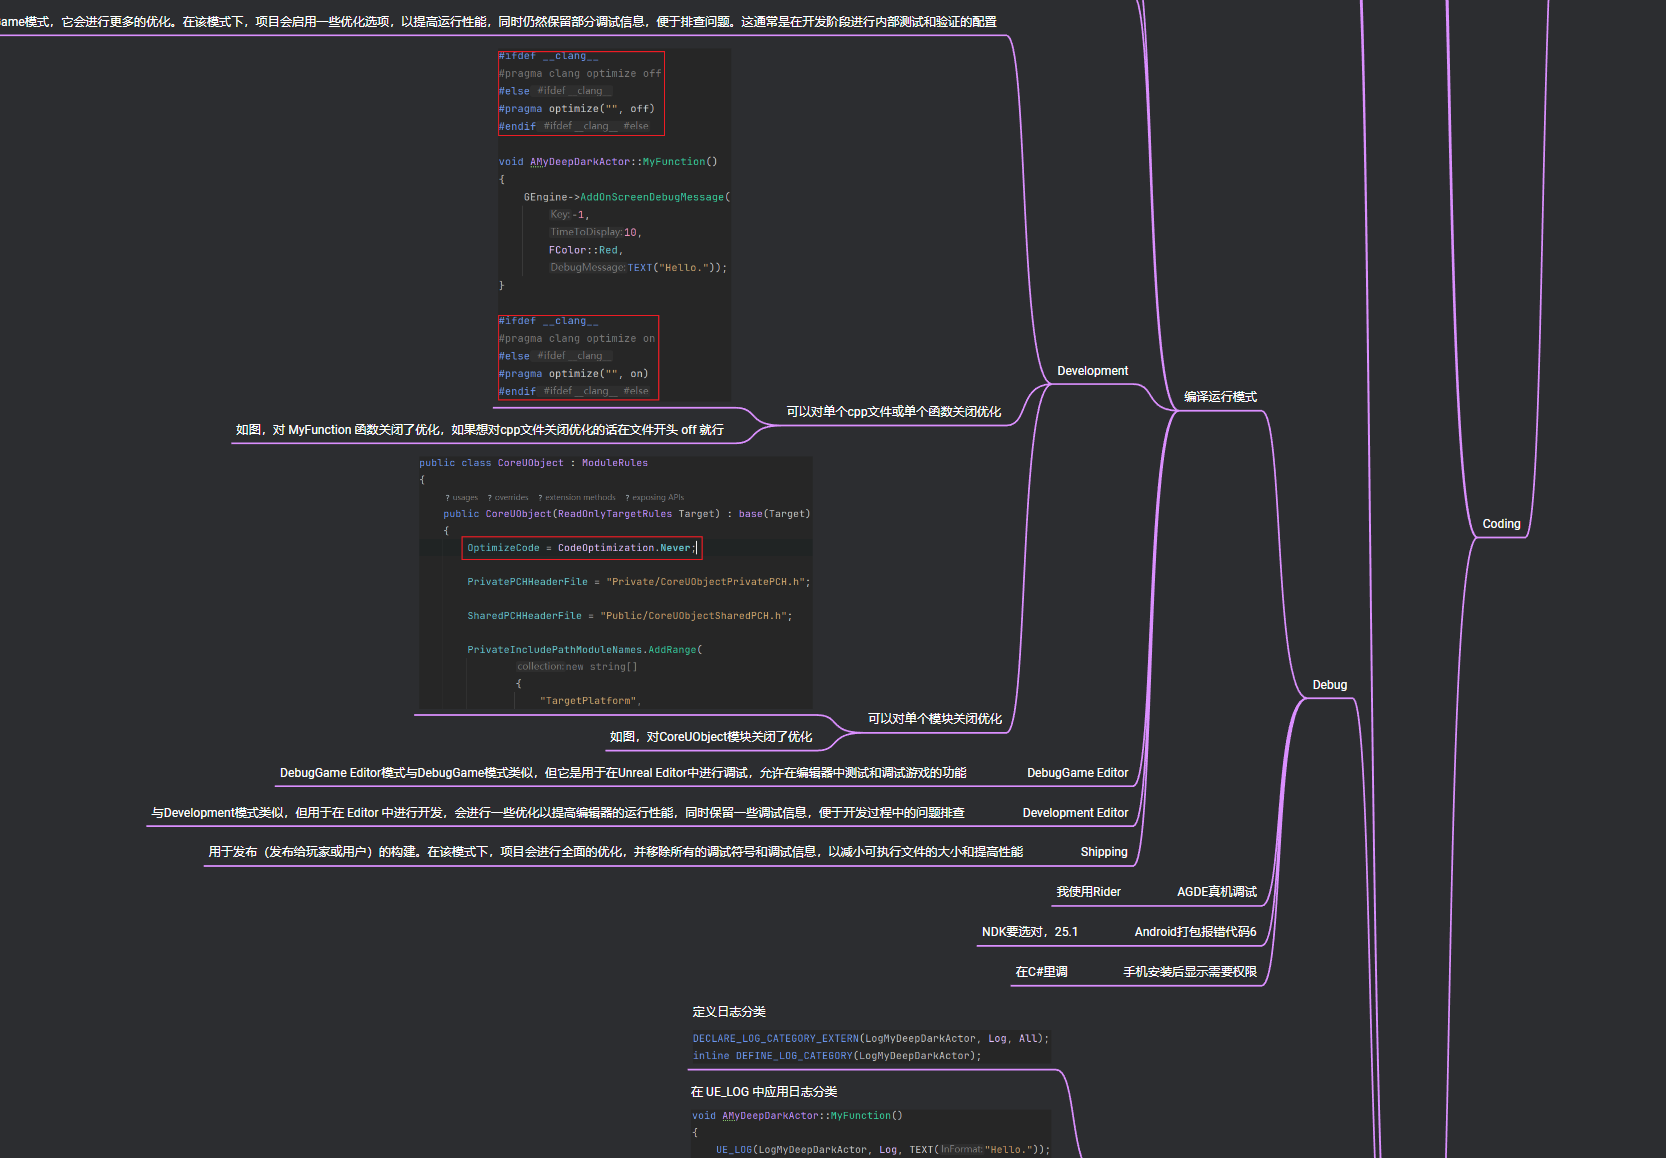 ame模式，它会进行更多的优化。在该模式下，项目会启用一些优化选项，以提高运行性能，同时仍然保留部分调试信息，便于排查问题。这通常是在开发阶段进行内部测试和验证的配置
#ifdef __clang__
#pragma clang optimize off
#else #ifdef __clang__
#pragma optimize("", off)
#endif #ifdef __clang__ #else
void AMyDeepDarkActor::MyFunction()
{
GEngine->AddOnScreenDebugMessage(
Key: -1,
TimeToDisplay: 10,
FColor::Red,
DebugMessage: TEXT("Hello."));
}
#ifdef __clang__
#pragma clang optimize on
#else #ifdef __clang__
#pragma optimize("", on)
#endif #ifdef __clang__ #else
Development
编译运行模式
可以对单个cpp文件或单个函数关闭优化
如图，对 MyFunction 函数关闭了优化，如果想对cpp文件关闭优化的话在文件开头 off 就行
public class CoreUObject : ModuleRules
{
? usages ? overrides ? extension methods ? exposing APIs
public CoreUObject(ReadOnlyTargetRules Target) : base(Target)
{
OptimizeCode = CodeOptimization.Never;
PrivatePCHHeaderFile = "Private/CoreUObjectPrivatePCH.h";
SharedPCHHeaderFile = "Public/CoreUObjectSharedPCH.h";
PrivateIncludePathModuleNames.AddRange(
collection: new string[]
{
"TargetPlatform",
Coding
Debug
可以对单个模块关闭优化
如图，对CoreUObject模块关闭了优化
DebugGame Editor模式与DebugGame模式类似，但它是用于在Unreal Editor中进行调试，允许在编辑器中测试和调试游戏的功能
DebugGame Editor
与Development模式类似，但用于在 Editor 中进行开发，会进行一些优化以提高编辑器的运行性能，同时保留一些调试信息，便于开发过程中的问题排查
Development Editor
用于发布（发布给玩家或用户）的构建。在该模式下，项目会进行全面的优化，并移除所有的调试符号和调试信息，以减小可执行文件的大小和提高性能
Shipping
我使用Rider
AGDE真机调试
NDK要选对，25.1
Android打包报错代码6
在C#里调
手机安装后显示需要权限
定义日志分类
DECLARE_LOG_CATEGORY_EXTERN(LogMyDeepDarkActor, Log, All);
inline DEFINE_LOG_CATEGORY(LogMyDeepDarkActor);
在 UE_LOG 中应用日志分类
void AMyDeepDarkActor::MyFunction()
{
UE_LOG(LogMyDeepDarkActor, Log, TEXT( InFormat: "Hello."));